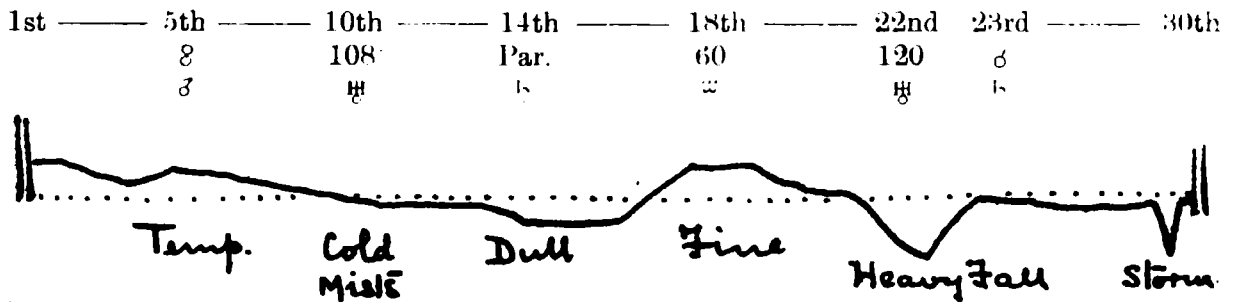 1st —— 5th —— 10th —— 14th —— 18th —— 22nd 23rd —— 30th
8 108 Par. 60 120 ☌
♂ ♅ ♄ ♅ ♄
Temp. Cold Dull Fine Heavy Fall Storm
Mists